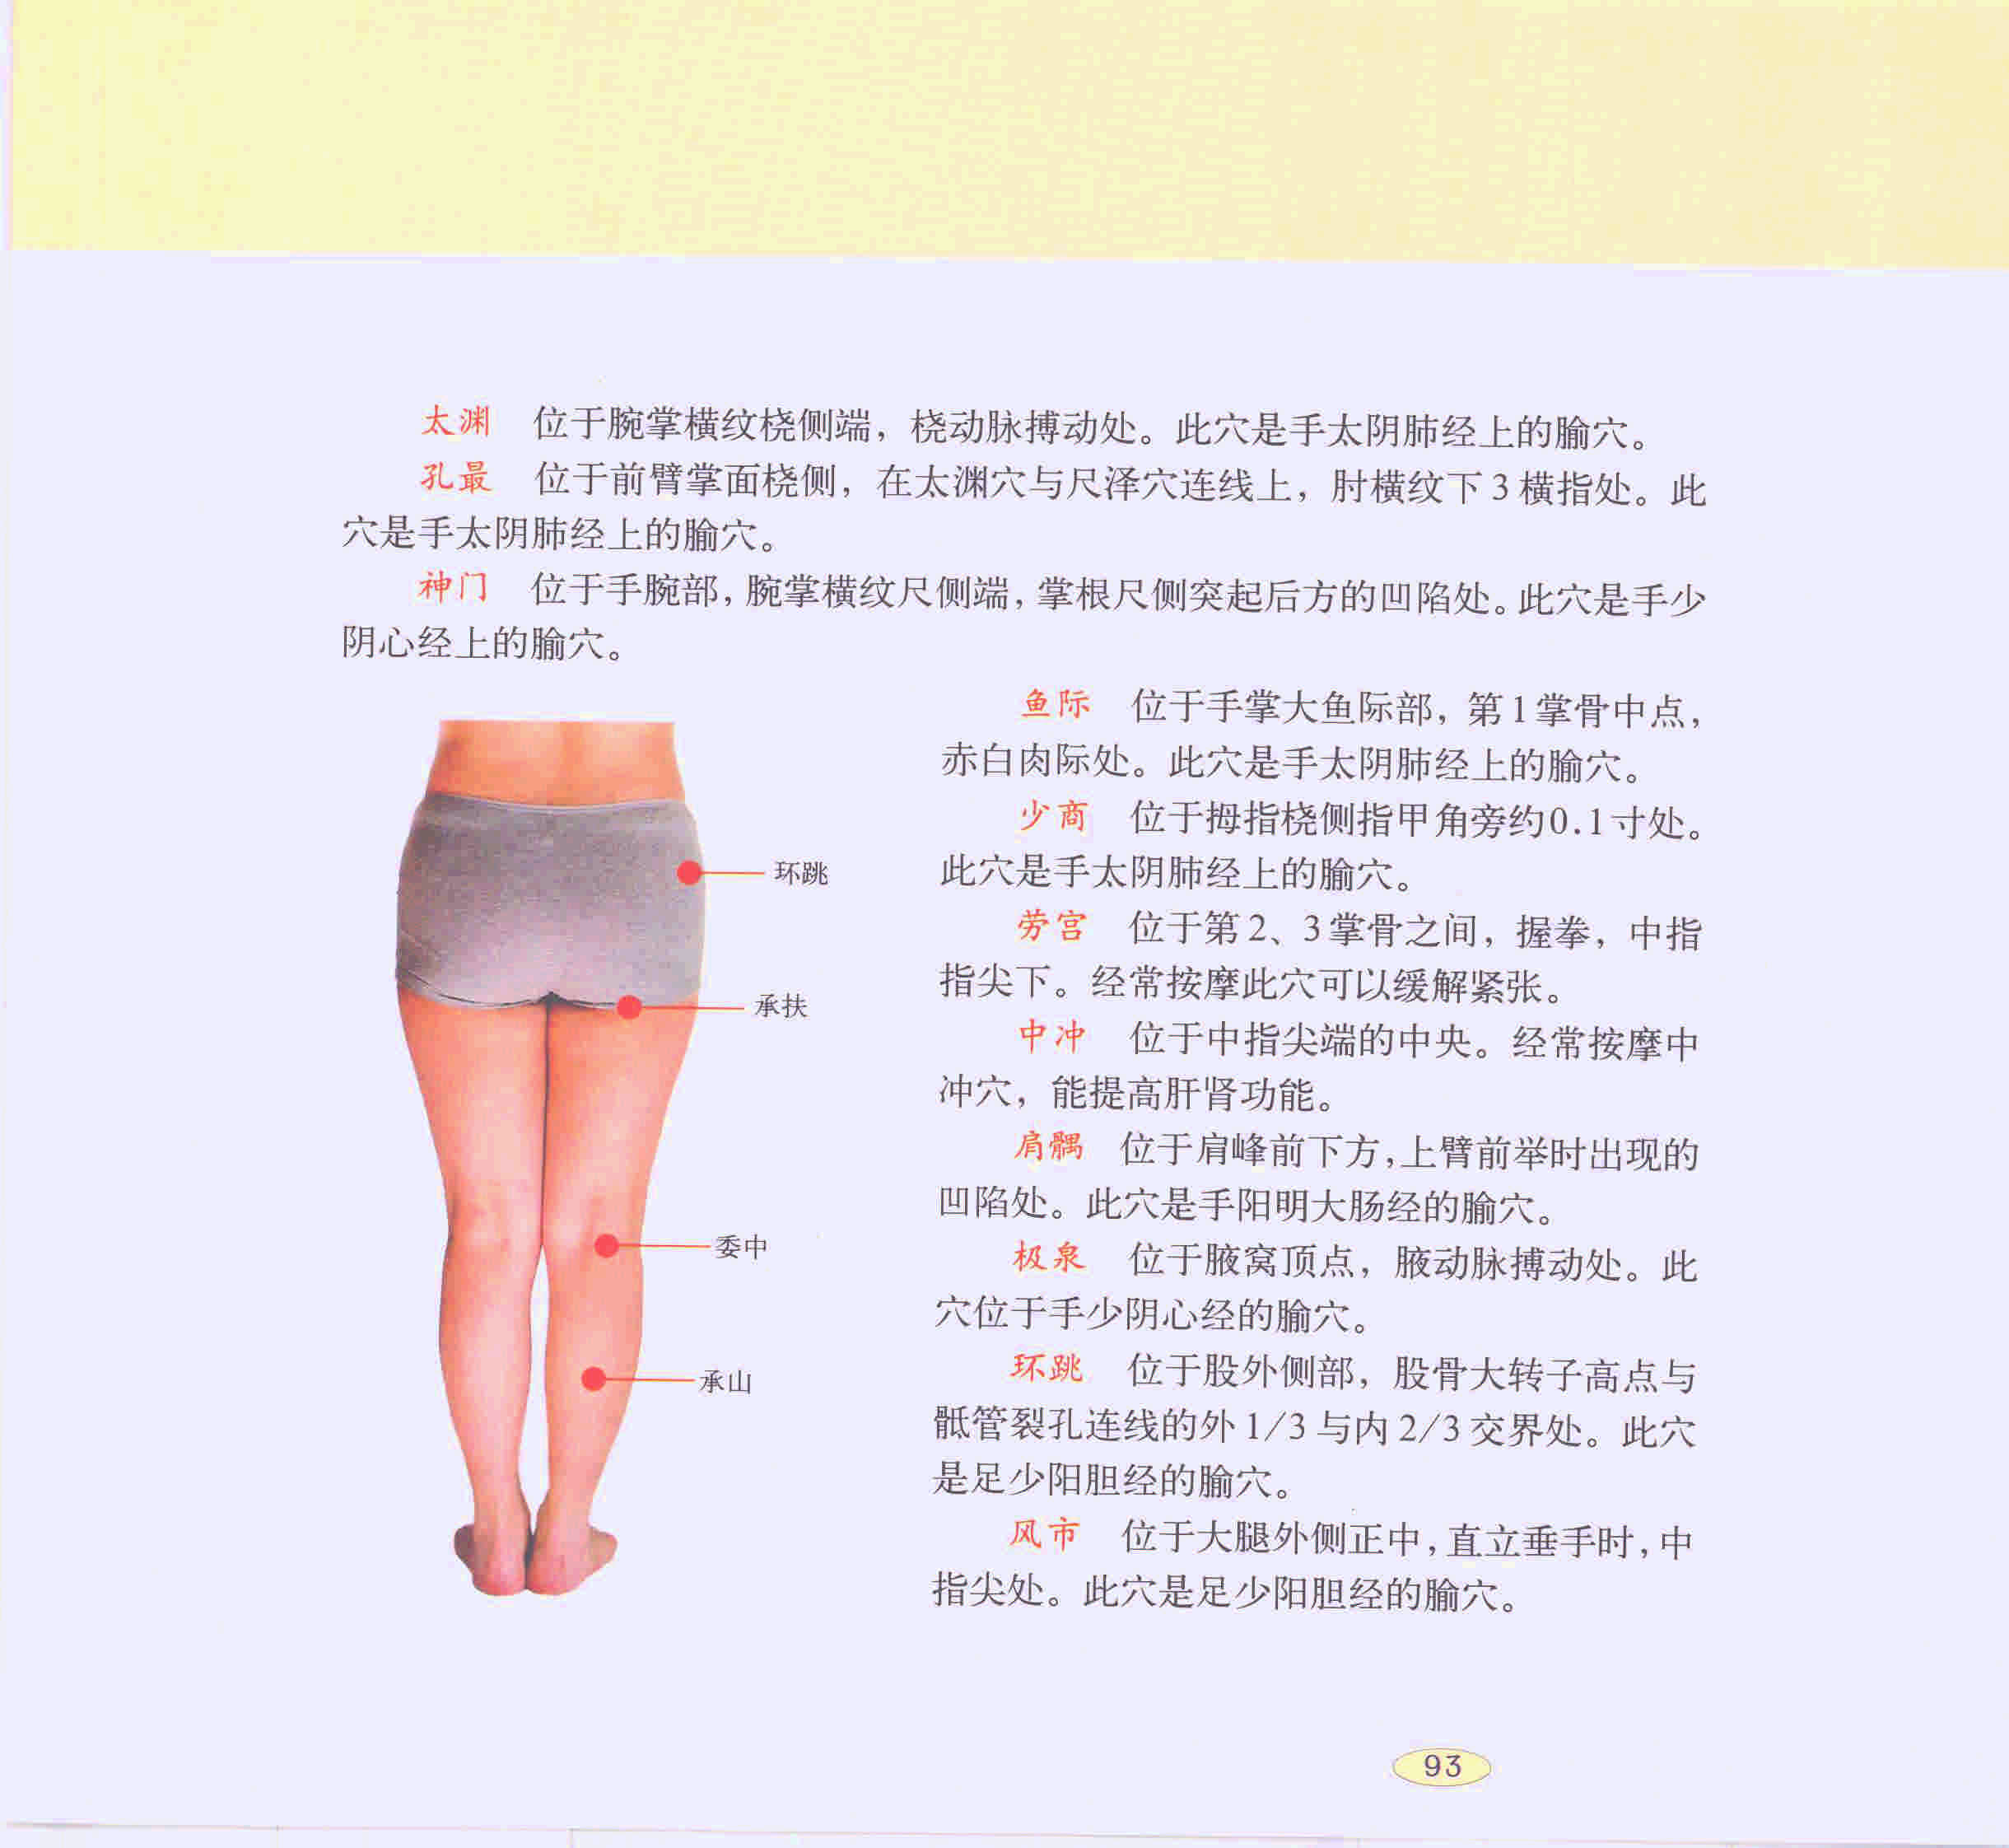 太渊　位于腕掌横纹桡侧端，桡动脉搏动处。此穴是手太阴肺经上的腧穴。
孔最　位于前臂掌面桡侧，在太渊穴与尺泽穴连线上，肘横纹下3横指处。此
穴是手太阴肺经上的腧穴。
神门　位于手腕部，腕掌横纹尺侧端，掌根尺侧突起后方的凹陷处。此穴是手少
阴心经上的腧穴。
鱼际　位于手掌大鱼际部，第1掌骨中点，
赤白肉际处。此穴是手太阴肺经上的腧穴。
少商　位于拇指桡侧指甲角旁约0.1寸处。
此穴是手太阴肺经上的腧穴。
劳宫　位于第2、3掌骨之间，握拳，中指
指尖下。经常按摩此穴可以缓解紧张。
中冲　位于中指尖端的中央。经常按摩中
冲穴，能提高肝肾功能。
肩髃　位于肩峰前下方，上臂前举时出现的
凹陷处。此穴是手阳明大肠经的腧穴。
极泉　位于腋窝顶点，腋动脉搏动处。此
穴位于手少阴心经的腧穴。
环跳　位于股外侧部，股骨大转子高点与
骶管裂孔连线的外1/3与内2/3交界处。此穴
是足少阳胆经的腧穴。
风市　位于大腿外侧正中，直立垂手时，中
指尖处。此穴是足少阳胆经的腧穴。
环跳
承扶
委中
承山
93